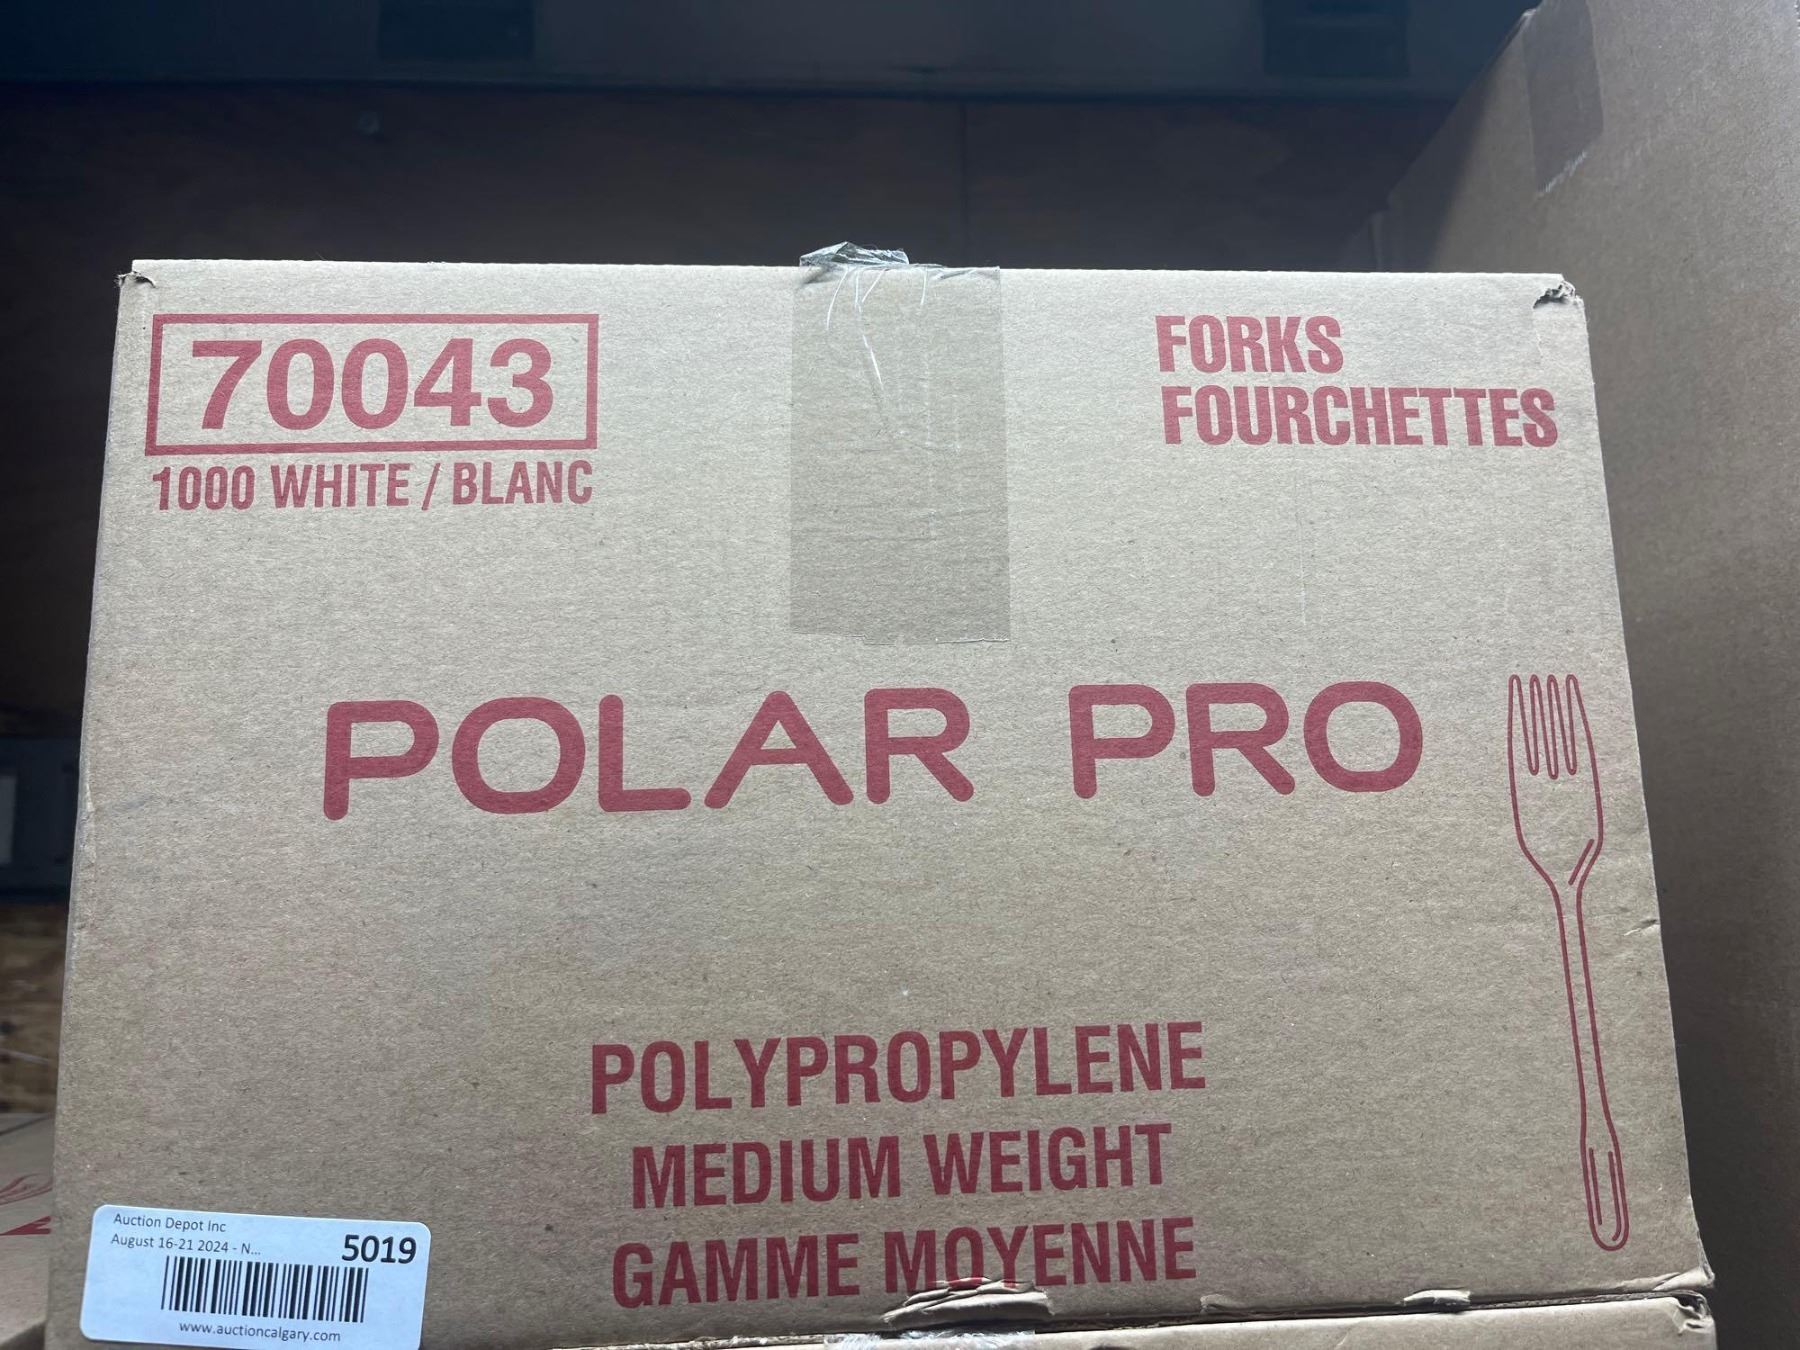 70043
1000 WHITE / BLANC
FORKS
FOURCHETTES
POLAR PRO
POLYPROPYLENE
MEDIUM WEIGHT
GAMME MOYENNE
Auction Depot Inc
August 16-21 2024 - N...
5019
www.auctioncalgary.com